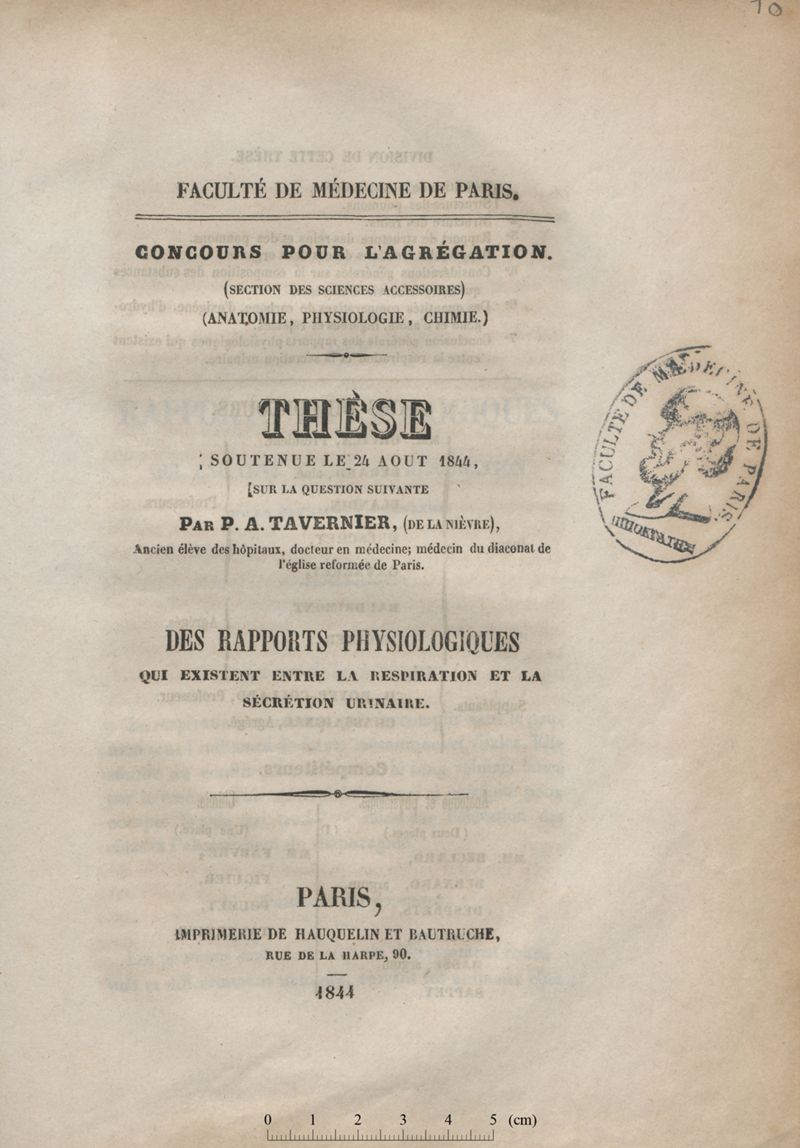 10
FACULTÉ DE MÉDECINE DE PARIS.
CONCOURS POUR L'AGRÉGATION.
(SECTION DES SCIENCES ACCESSOIRES)
(ANATOMIE, PHYSIOLOGIE, CHIMIE.)
THÈSE
SOUTENUE LE 24 AOUT 1844,
[SUR LA QUESTION SUIVANTE
PAR P. A. TAVERNIER, (DE LA NIÈVRE),
Ancien élève des hôpitaux, docteur en médecine; médecin du diaconat de
l'église reformée de Paris.
DES RAPPORTS PHYSIOLOGIQUES
QUI EXISTENT ENTRE LA RESPIRATION ET LA
SÉCRÉTION URINAIRE.
FACULTÉ DE MÉDECINE DE PARIS
PARIS,
IMPRIMERIE DE HAUQUELIN ET BAUTRUCHE,
RUE DE LA HARPE, 90.
1844
0 1 2 3 4 5 (cm)